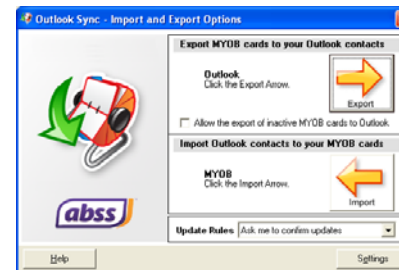 Outlook Sync - Import and Export Options
Export MYOB cards to your Outlook contacts
Outlook
Click the Export Arrow.
Export
Allow the export of inactive MYOB cards to Outlook
Import Outlook contacts to your MYOB cards
MYOB
Click the Import Arrow.
Import
abss
Update Rules Ask me to confirm updates
Help
Settings